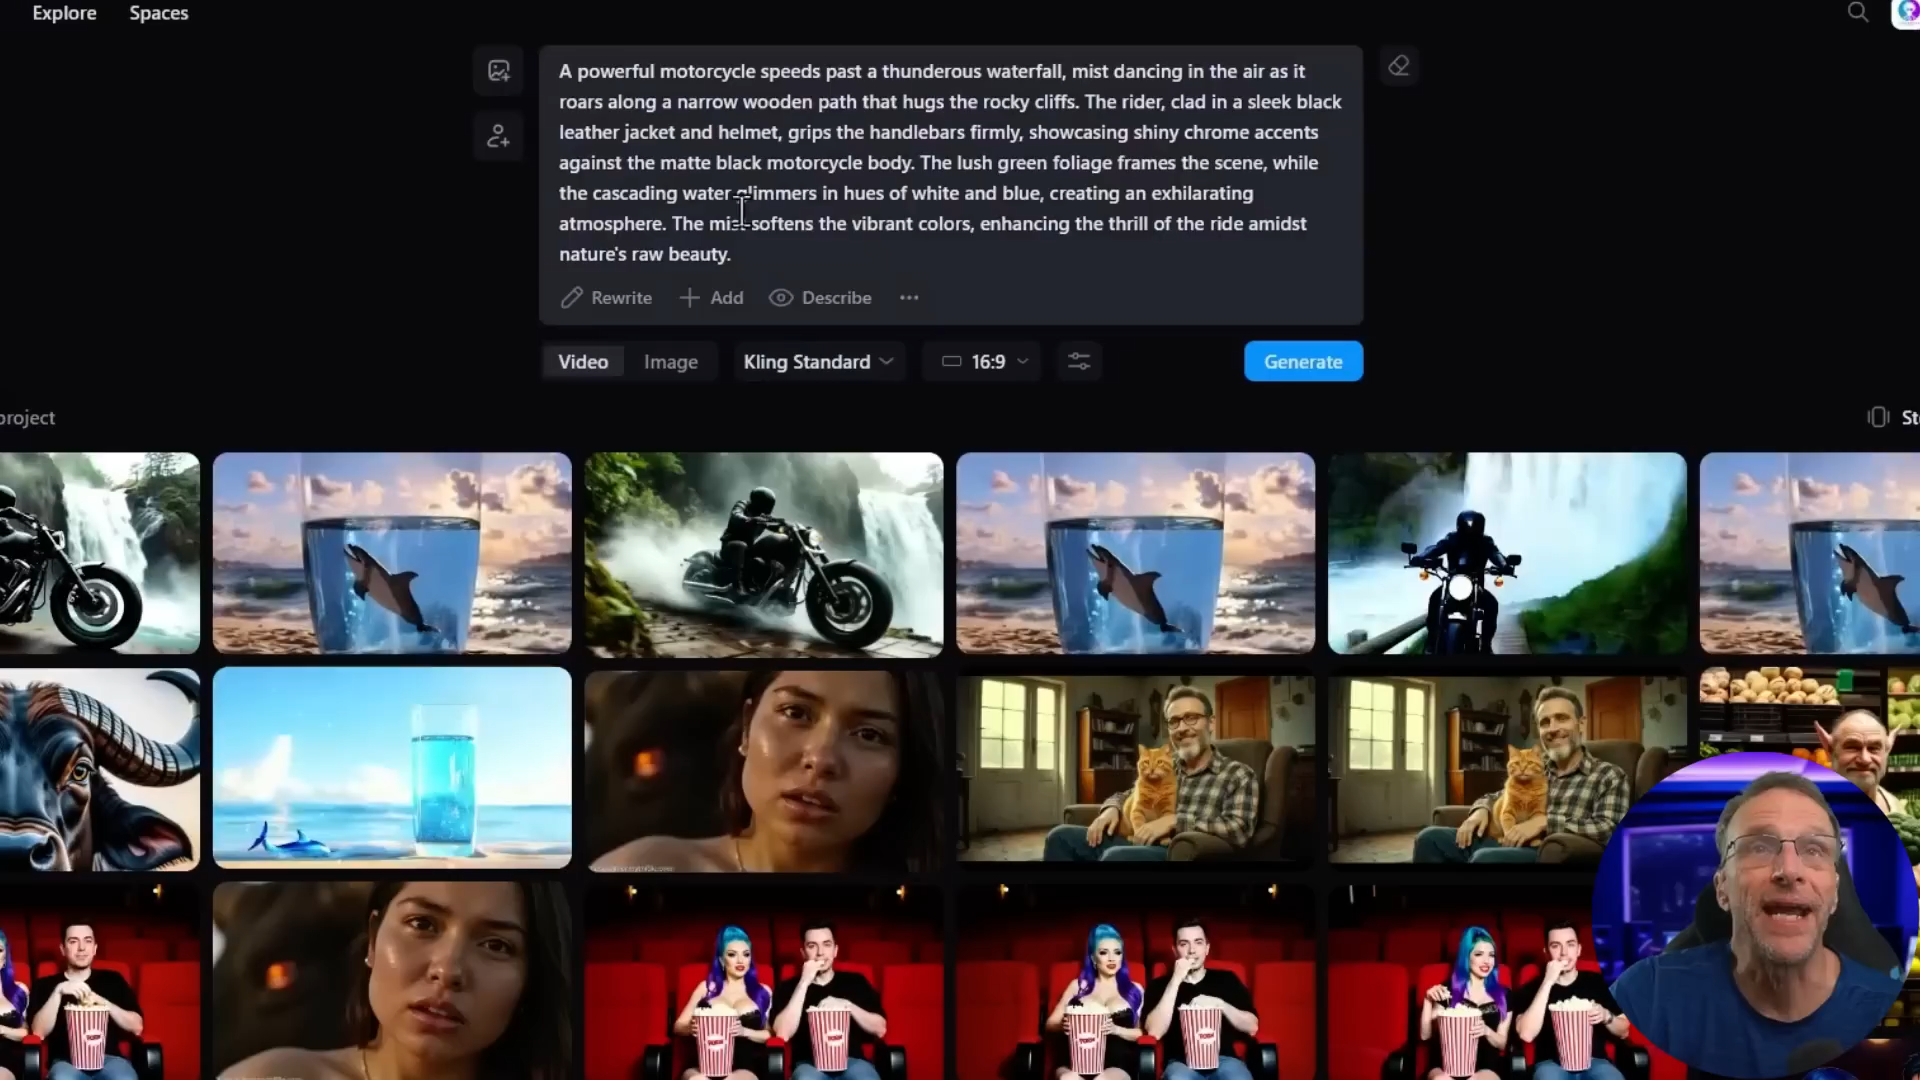 Explore Spaces
A powerful motorcycle speeds past a thunderous waterfall, mist dancing in the air as it
roars along a narrow wooden path that hugs the rocky cliffs. The rider, clad in a sleek black
leather jacket and helmet, grips the handlebars firmly, showcasing shiny chrome accents
against the matte black motorcycle body. The lush green foliage frames the scene, while
the cascading water glimmers in hues of white and blue, creating an exhilarating
atmosphere. The mist softens the vibrant colors, enhancing the thrill of the ride amidst
nature's raw beauty.
Rewrite Add Describe
Video Image Kling Standard 16:9 Generate
project St